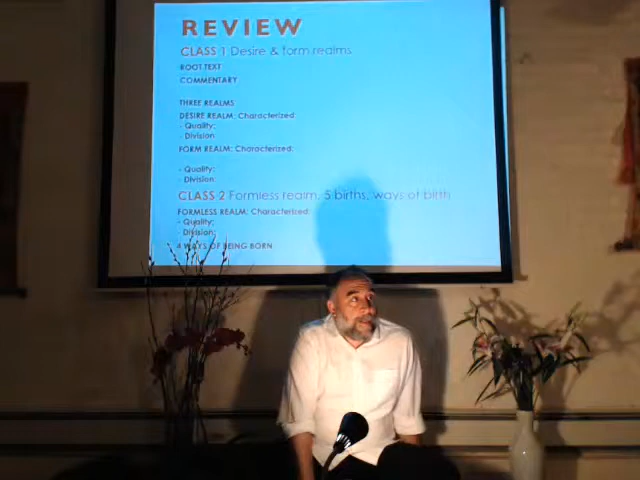 REVIEW
CLASS 1 Desire & form realms
ROOT TEXT
COMMENTARY
THREE REALMS
DESIRE REALM: Characterized:
- Quality:
- Division
FORM REALM: Characterized:
- Quality:
- Division:
CLASS 2 Formless realm, 5 births, ways of birth
FORMLESS REALM: Characterized:
- Quality:
Division:
4 WAYS OF BEING BORN